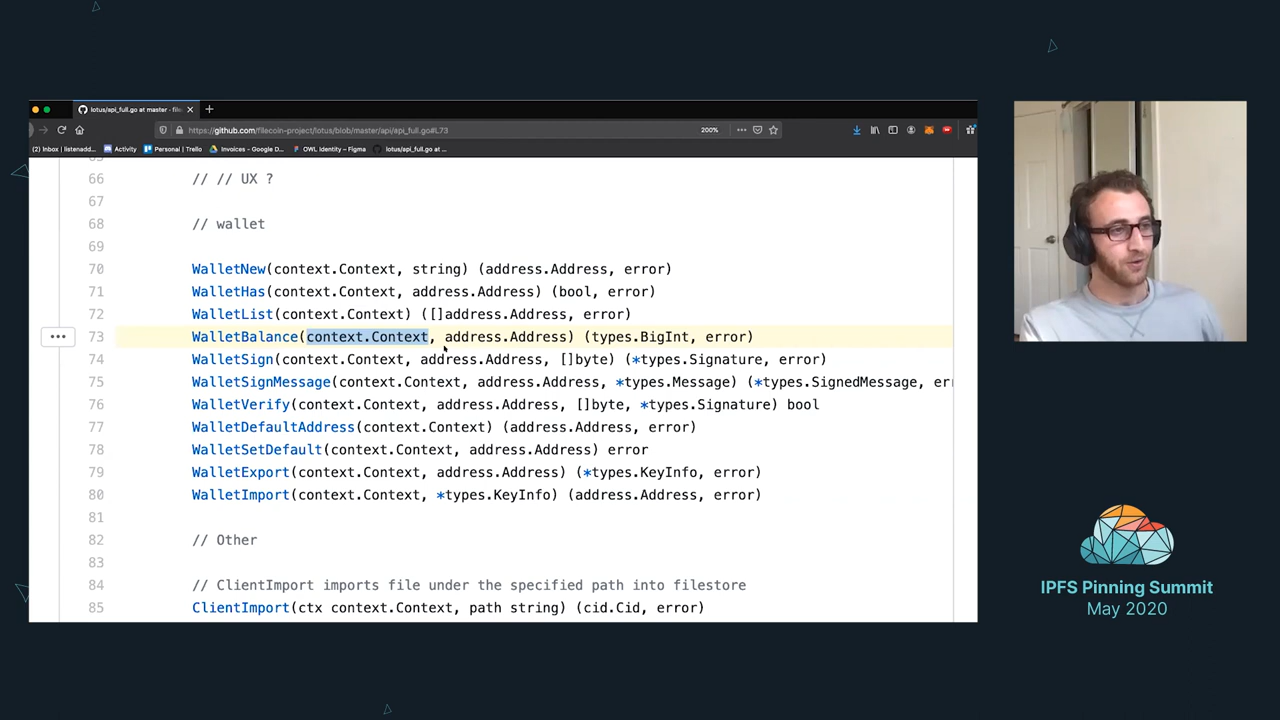 lotus/api_full.go at master · file
https://github.com/filecoin-project/lotus/blob/master/api/api_full.go#L73
200%
(2) Inbox | listenadd...
Activity
Personal | Trello
Invoices - Google D...
OWL Identity – Figma
lotus/api_full.go at ...
65
66 // // UX ?
67
68 // wallet
69
70 WalletNew(context.Context, string) (address.Address, error)
71 WalletHas(context.Context, address.Address) (bool, error)
72 WalletList(context.Context) ([]address.Address, error)
73 WalletBalance(context.Context, address.Address) (types.BigInt, error)
74 WalletSign(context.Context, address.Address, []byte) (*types.Signature, error)
75 WalletSignMessage(context.Context, address.Address, *types.Message) (*types.SignedMessage, err
76 WalletVerify(context.Context, address.Address, []byte, *types.Signature) bool
77 WalletDefaultAddress(context.Context) (address.Address, error)
78 WalletSetDefault(context.Context, address.Address) error
79 WalletExport(context.Context, address.Address) (*types.KeyInfo, error)
80 WalletImport(context.Context, *types.KeyInfo) (address.Address, error)
81
82 // Other
83
84 // ClientImport imports file under the specified path into filestore
85 ClientImport(ctx context.Context, path string) (cid.Cid, error)
IPFS Pinning Summit
May 2020